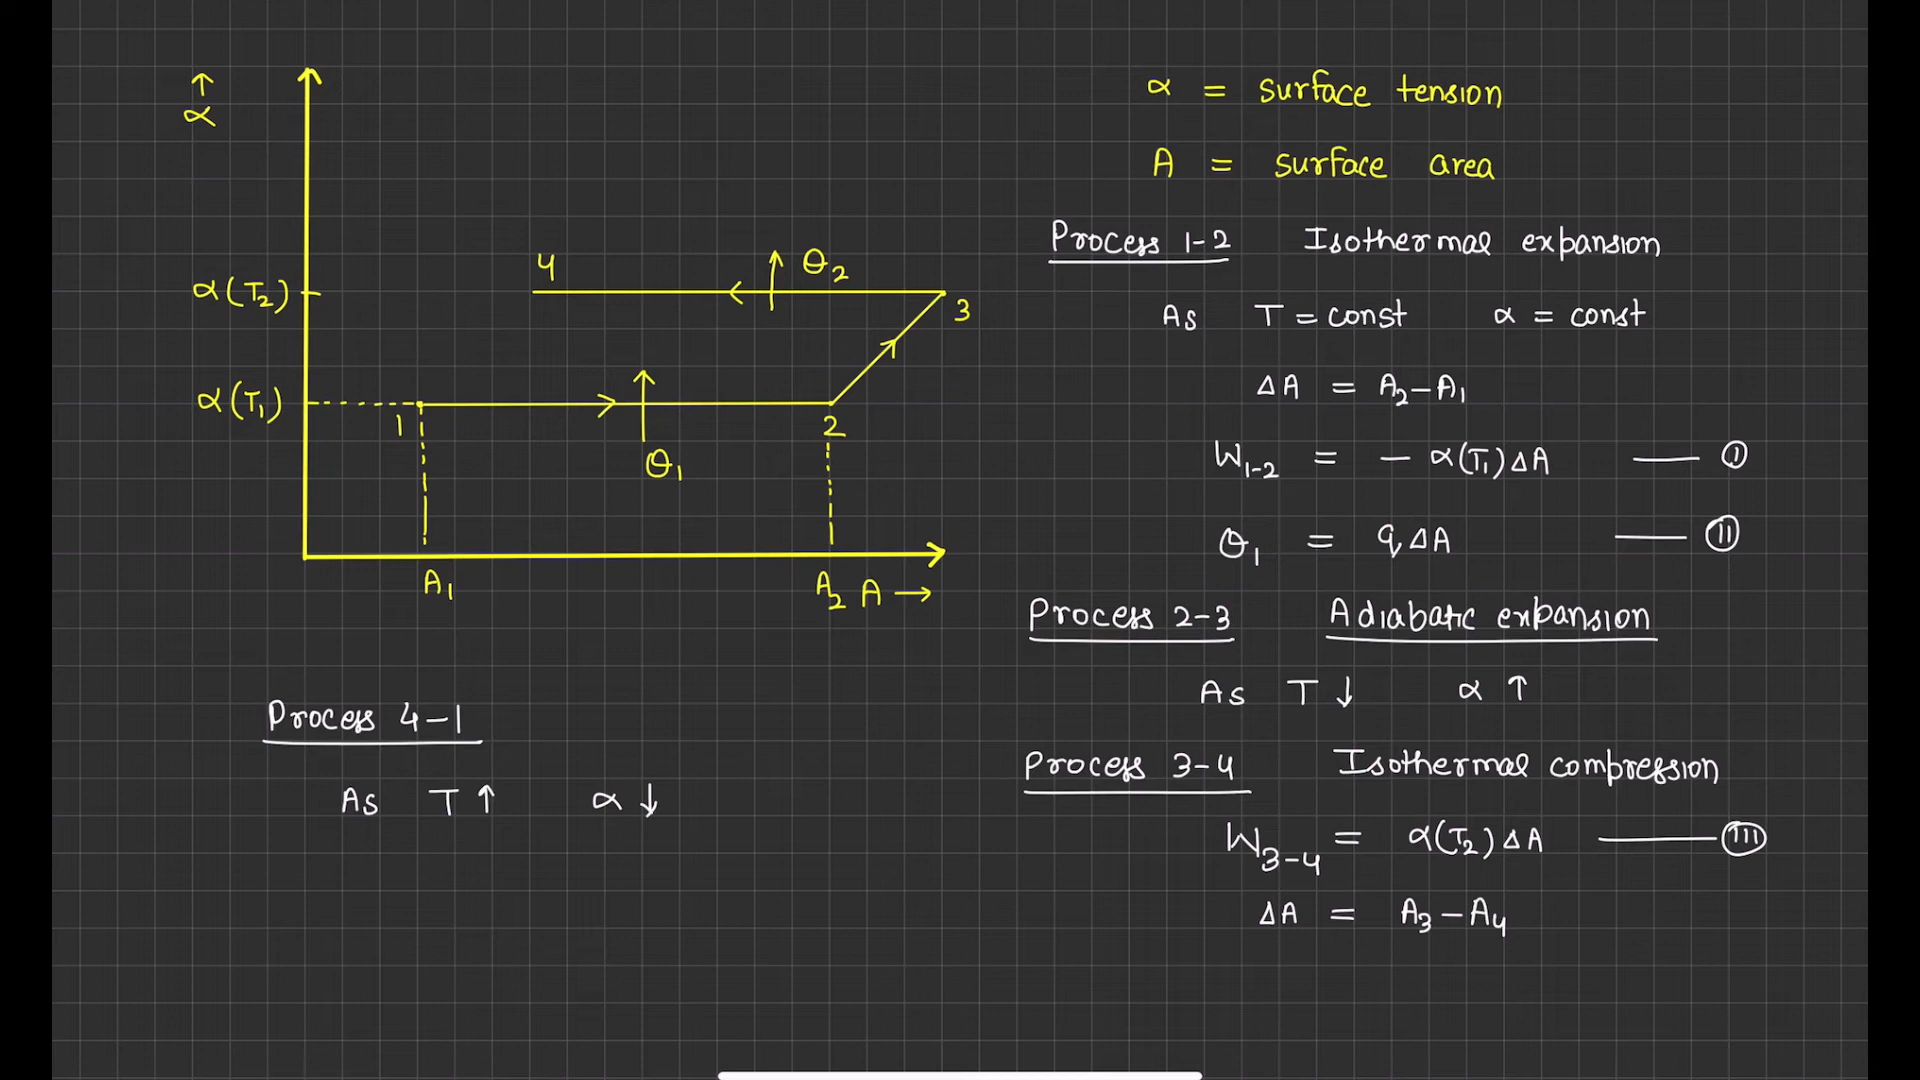 ↑
α
α(T₂)
α(T₁)
4
θ₂
3
1
2
θ₁
A₁
A₂ A →
Process 4-1
As T ↑ α ↓
α = surface tension
A = surface area
Process 1-2 Isothermal expansion
As T = const α = const
ΔA = A₂-A₁
W₁₋₂ = - α(T₁)ΔA —— Ⓘ
θ₁ = qΔA —— Ⅱ
Process 2-3 Adiabatic expansion
As T ↓ α ↑
Process 3-4 Isothermal compression
W₃₋₄ = α(T₂)ΔA —— Ⅲ
ΔA = A₃-A₄